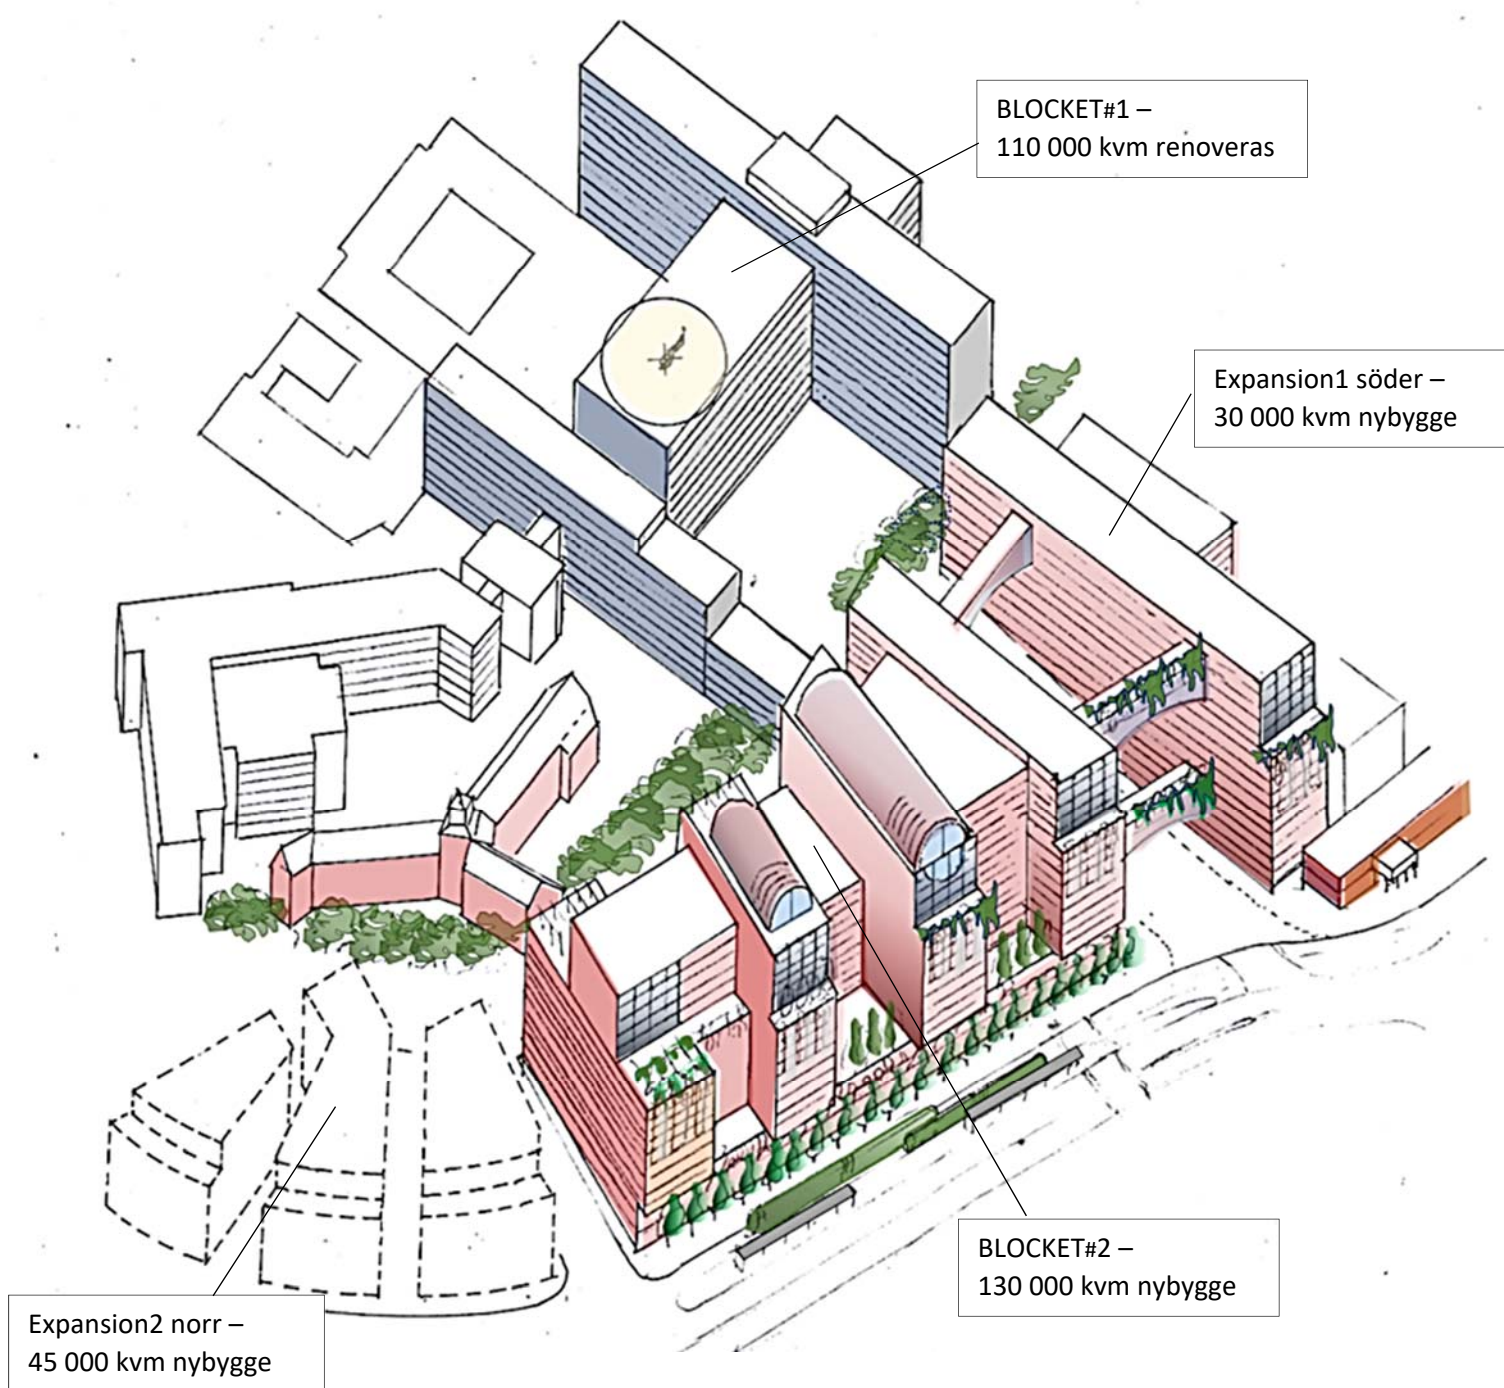 BLOCKET#1 –
110 000 kvm renoveras
Expansion1 söder –
30 000 kvm nybygge
BLOCKET#2 –
130 000 kvm nybygge
Expansion2 norr –
45 000 kvm nybygge